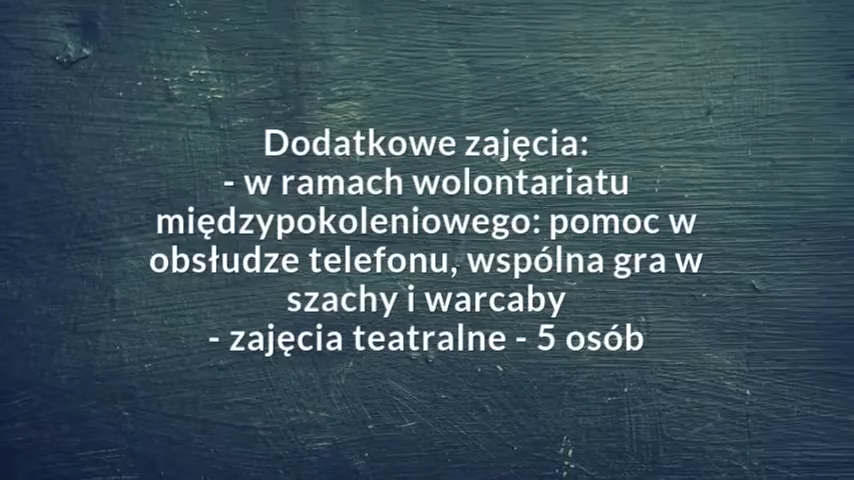 Dodatkowe zajęcia:
- w ramach wolontariatu
międzypokoleniowego: pomoc w
obsłudze telefonu, wspólna gra w
szachy i warcaby
- zajęcia teatralne - 5 osób